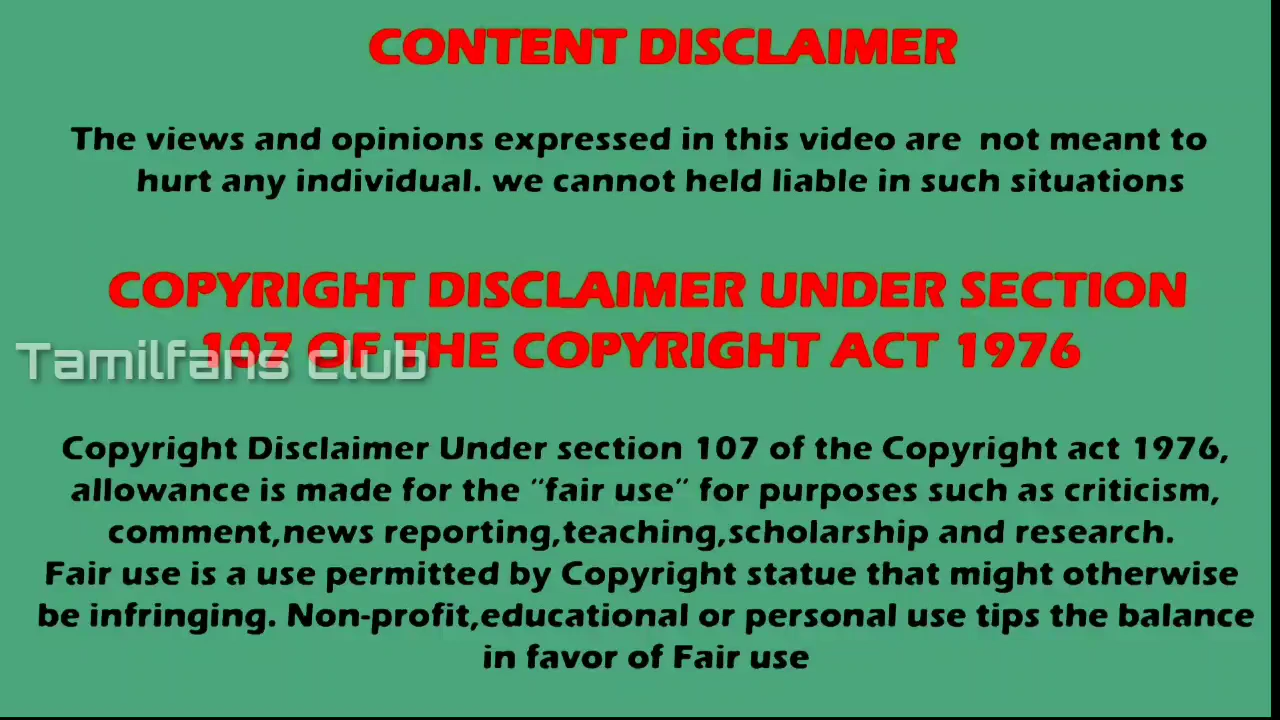 CONTENT DISCLAIMER
The views and opinions expressed in this video are not meant to
hurt any individual. we cannot held liable in such situations
COPYRIGHT DISCLAIMER UNDER SECTION
107 OF THE COPYRIGHT ACT 1976
Tamilfans club
Copyright Disclaimer Under section 107 of the Copyright act 1976,
allowance is made for the “fair use” for purposes such as criticism,
comment,news reporting,teaching,scholarship and research.
Fair use is a use permitted by Copyright statue that might otherwise
be infringing. Non-profit,educational or personal use tips the balance
in favor of Fair use